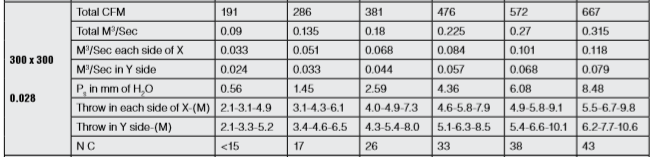 Total CFM 191 286 381 476 572 667
Total M³/Sec 0.09 0.135 0.18 0.225 0.27 0.315
M³/Sec each side of X 0.033 0.051 0.068 0.084 0.101 0.118
300 x 300
M³/Sec in Y side 0.024 0.033 0.044 0.057 0.068 0.079
0.028
Ps in mm of H₂O 0.56 1.45 2.59 4.36 6.08 8.48
Throw in each side of X-(M) 2.1-3.1-4.9 3.1-4.3-6.1 4.0-4.9-7.3 4.6-5.8-7.9 4.9-5.8-9.1 5.5-6.7-9.8
Throw in Y side-(M) 2.1-3.3-5.2 3.4-4.6-6.5 4.3-5.4-8.0 5.1-6.3-8.5 5.4-6.6-10.1 6.2-7.7-10.6
N C <15 17 26 33 38 43